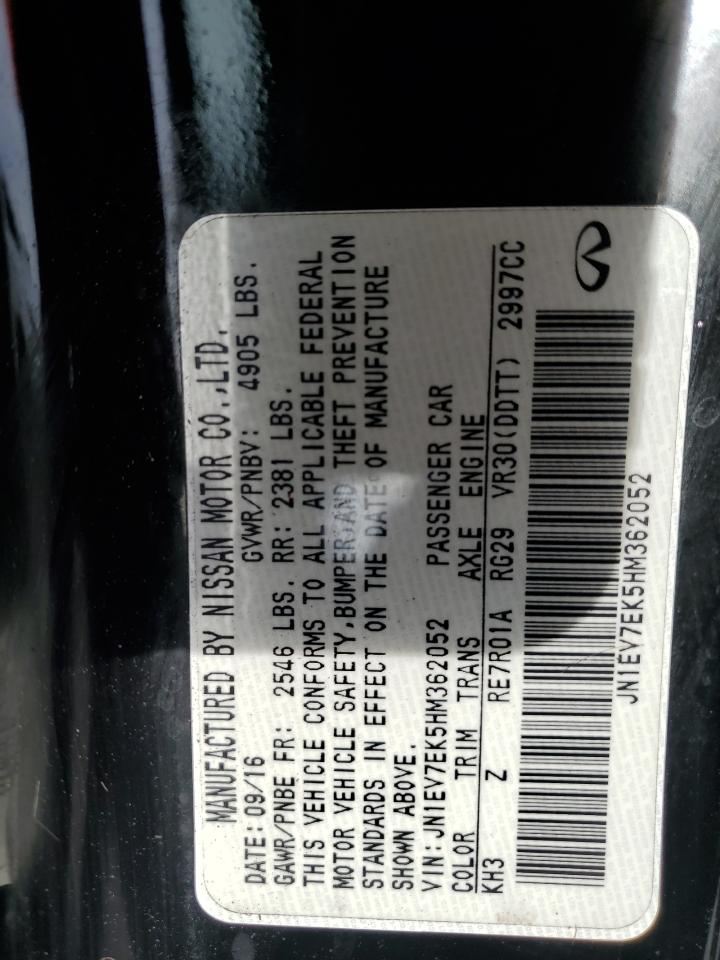 MANUFACTURED BY NISSAN MOTOR CO.,LTD.
DATE: 09/16 GVWR/PNBV: 4905 LBS.
GAWR/PNBE FR: 2546 LBS. RR: 2381 LBS.
THIS VEHICLE CONFORMS TO ALL APPLICABLE FEDERAL
MOTOR VEHICLE SAFETY,BUMPER,AND THEFT PREVENTION
STANDARDS IN EFFECT ON THE DATE OF MANUFACTURE
SHOWN ABOVE.
VIN:JN1EV7EK5HM362052 PASSENGER CAR
COLOR TRIM TRANS AXLE ENGINE
KH3 Z RE7R01A RG29 VR30(DDTT) 2997CC
JN1EV7EK5HM362052